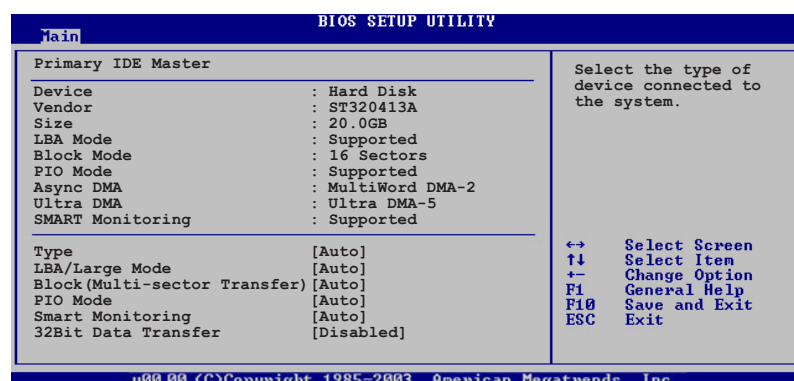 BIOS SETUP UTILITY
Main
Primary IDE Master
Device : Hard Disk
Vendor : ST320413A
Size : 20.0GB
LBA Mode : Supported
Block Mode : 16 Sectors
PIO Mode : Supported
Async DMA : MultiWord DMA-2
Ultra DMA : Ultra DMA-5
SMART Monitoring : Supported
Type [Auto]
LBA/Large Mode [Auto]
Block(Multi-sector Transfer)[Auto]
PIO Mode [Auto]
Smart Monitoring [Auto]
32Bit Data Transfer [Disabled]
Select the type of
device connected to
the system.
←→ Select Screen
↑↓ Select Item
+- Change Option
F1 General Help
F10 Save and Exit
ESC Exit
v00.00 (C)Copyright 1985-2003, American Megatrends, Inc.